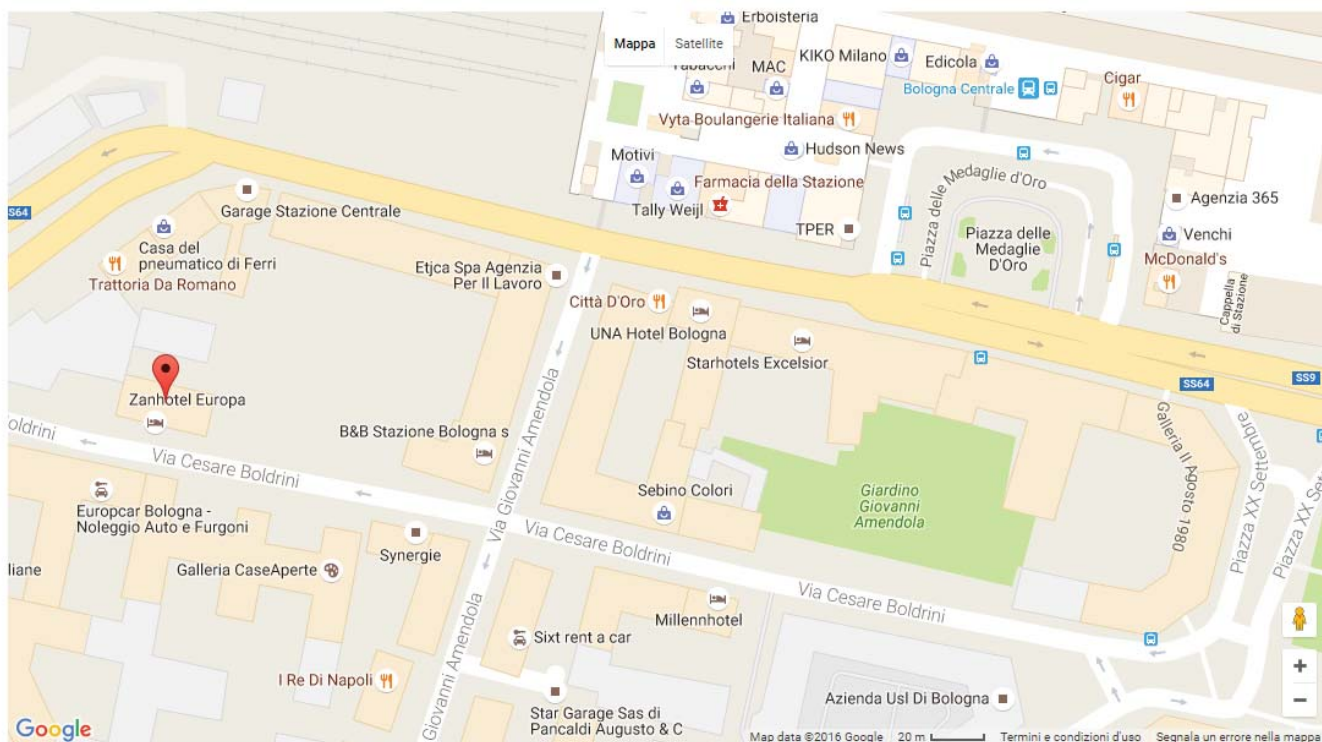 Erboisteria
Mappa
Satellite
KIKO Milano
Edicola
Tabacchi
MAC
Bologna Centrale
Cigar
Vyta Boulangerie Italiana
Hudson News
Motivi
Farmacia della Stazione
Tally Weijl
TPER
Piazza delle Medaglie d'Oro
Piazza delle
Medaglie
D'Oro
Agenzia 365
Venchi
McDonald's
Cappella
di Stazione
SS64
Garage Stazione Centrale
Casa del
pneumatico di Ferri
Trattoria Da Romano
Etjca Spa Agenzia
Per Il Lavoro
Città D'Oro
UNA Hotel Bologna
Starhotels Excelsior
SS64
SS9
Zanhotel Europa
oldrini
Via Cesare Boldrini
B&B Stazione Bologna s
Via Giovanni Amendola
Sebino Colori
Giardino
Giovanni
Amendola
Galleria II Agosto 1980
Piazza XX Settembre
Piazza XX Set
Europcar Bologna -
Noleggio Auto e Furgoni
Synergie
Via Cesare Boldrini
liane
Galleria CaseAperte
Via Cesare Boldrini
Millennhotel
Sixt rent a car
Giovanni Amendola
I Re Di Napoli
Star Garage Sas di
Pancaldi Augusto & C
Azienda Usl Di Bologna
+
−
Google
Map data ©2016 Google
20 m
Termini e condizioni d'uso
Segnala un errore nella mappa